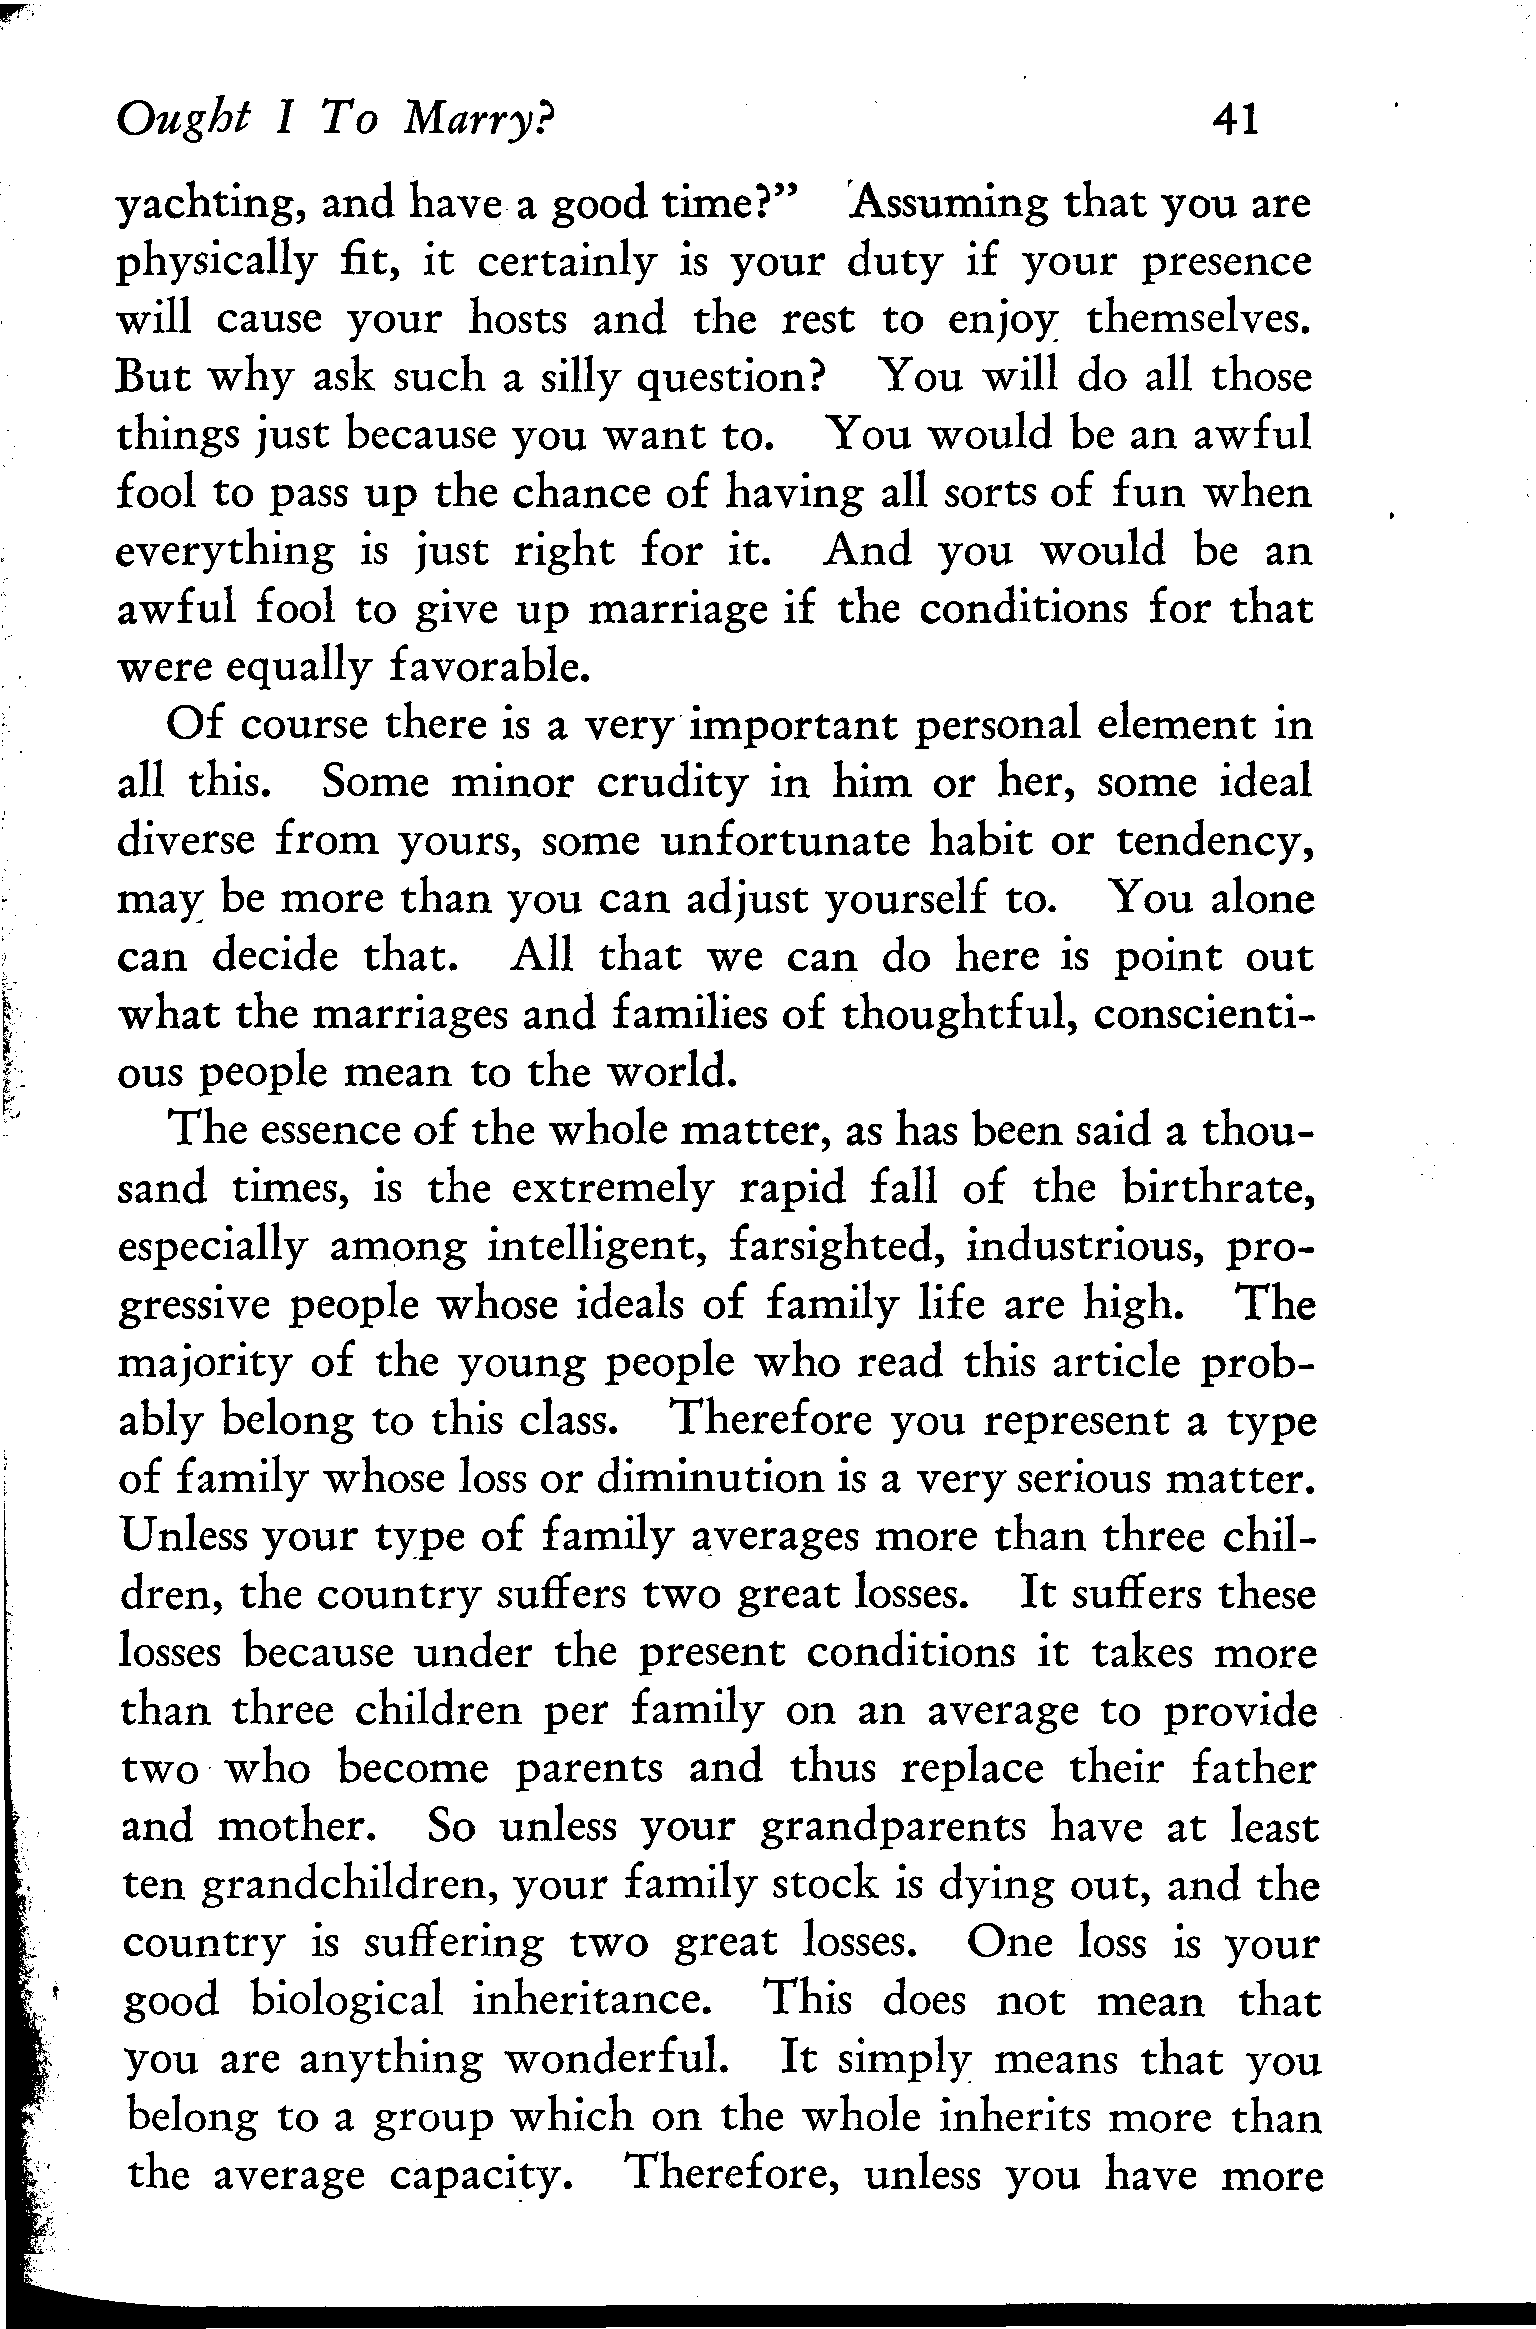 Ought I To Marry? 41
yachting, and have a good time?” Assuming that you are
physically fit, it certainly is your duty if your presence
will cause your hosts and the rest to enjoy themselves.
But why ask such a silly question? You will do all those
things just because you want to. You would be an awful
fool to pass up the chance of having all sorts of fun when
everything is just right for it. And you would be an
awful fool to give up marriage if the conditions for that
were equally favorable.
Of course there is a very important personal element in
all this. Some minor crudity in him or her, some ideal
diverse from yours, some unfortunate habit or tendency,
may be more than you can adjust yourself to. You alone
can decide that. All that we can do here is point out
what the marriages and families of thoughtful, conscienti-
ous people mean to the world.
The essence of the whole matter, as has been said a thou-
sand times, is the extremely rapid fall of the birthrate,
especially among intelligent, farsighted, industrious, pro-
gressive people whose ideals of family life are high. The
majority of the young people who read this article prob-
ably belong to this class. Therefore you represent a type
of family whose loss or diminution is a very serious matter.
Unless your type of family averages more than three chil-
dren, the country suffers two great losses. It suffers these
losses because under the present conditions it takes more
than three children per family on an average to provide
two who become parents and thus replace their father
and mother. So unless your grandparents have at least
ten grandchildren, your family stock is dying out, and the
country is suffering two great losses. One loss is your
good biological inheritance. This does not mean that
you are anything wonderful. It simply means that you
belong to a group which on the whole inherits more than
the average capacity. Therefore, unless you have more